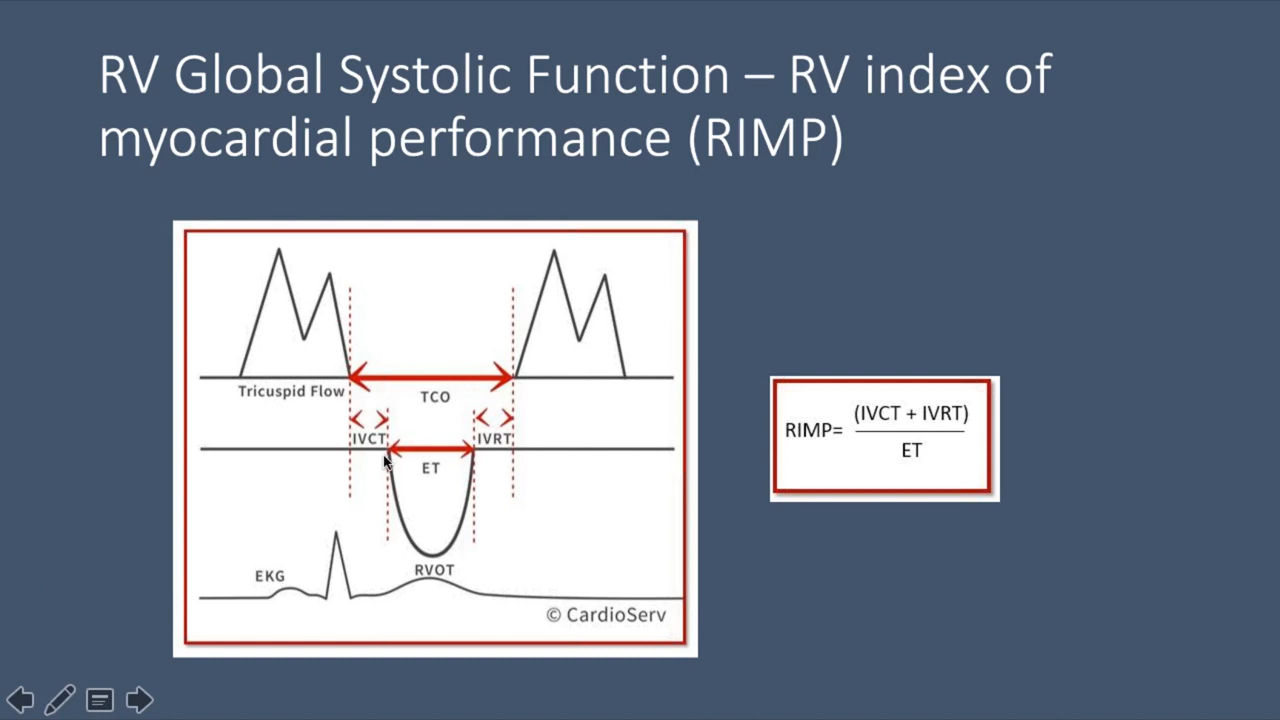 RV Global Systolic Function – RV index of
myocardial performance (RIMP)
Tricuspid Flow
TCO
IVCT
IVRT
ET
RVOT
EKG
© CardioServ
RIMP= (IVCT + IVRT)
ET